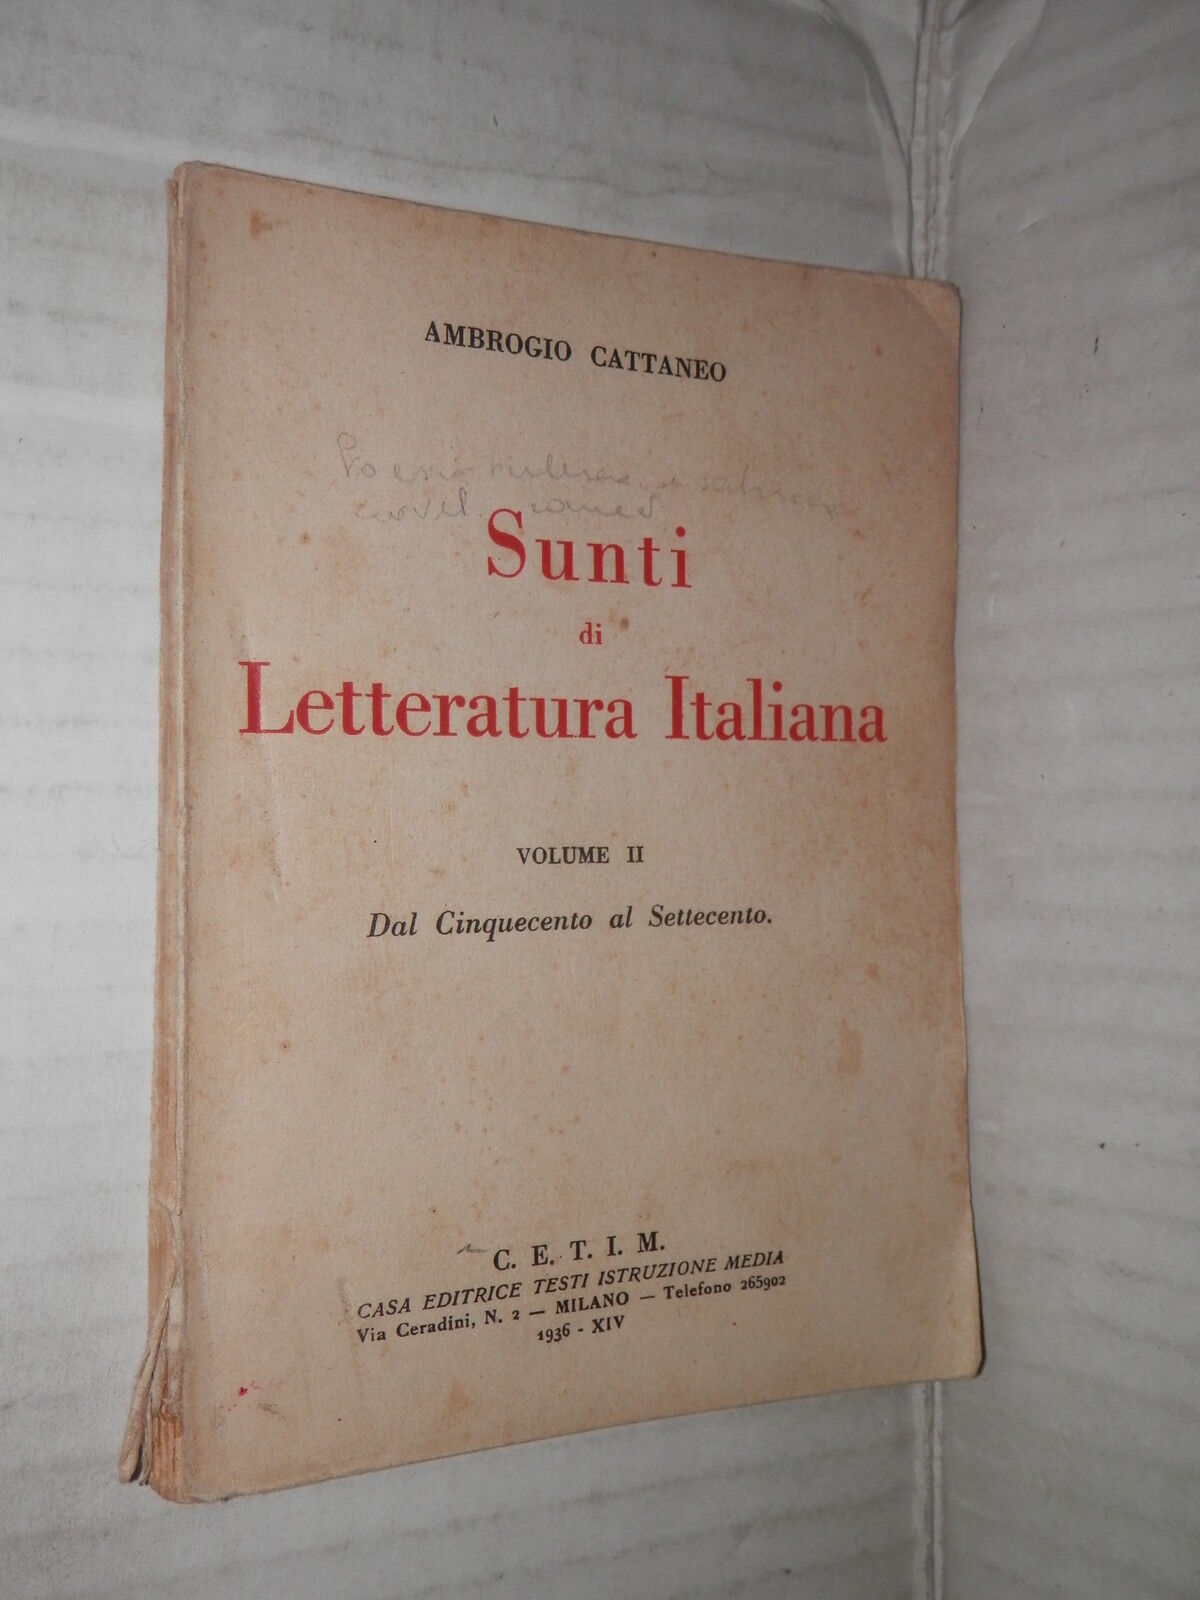 AMBROGIO CATTANEO
Sunti
di
Letteratura Italiana
VOLUME II
Dal Cinquecento al Settecento.
C. E. T. I. M.
CASA EDITRICE TESTI ISTRUZIONE MEDIA
Via Ceradini, N. 2 — MILANO — Telefono 265902
1936 - XIV